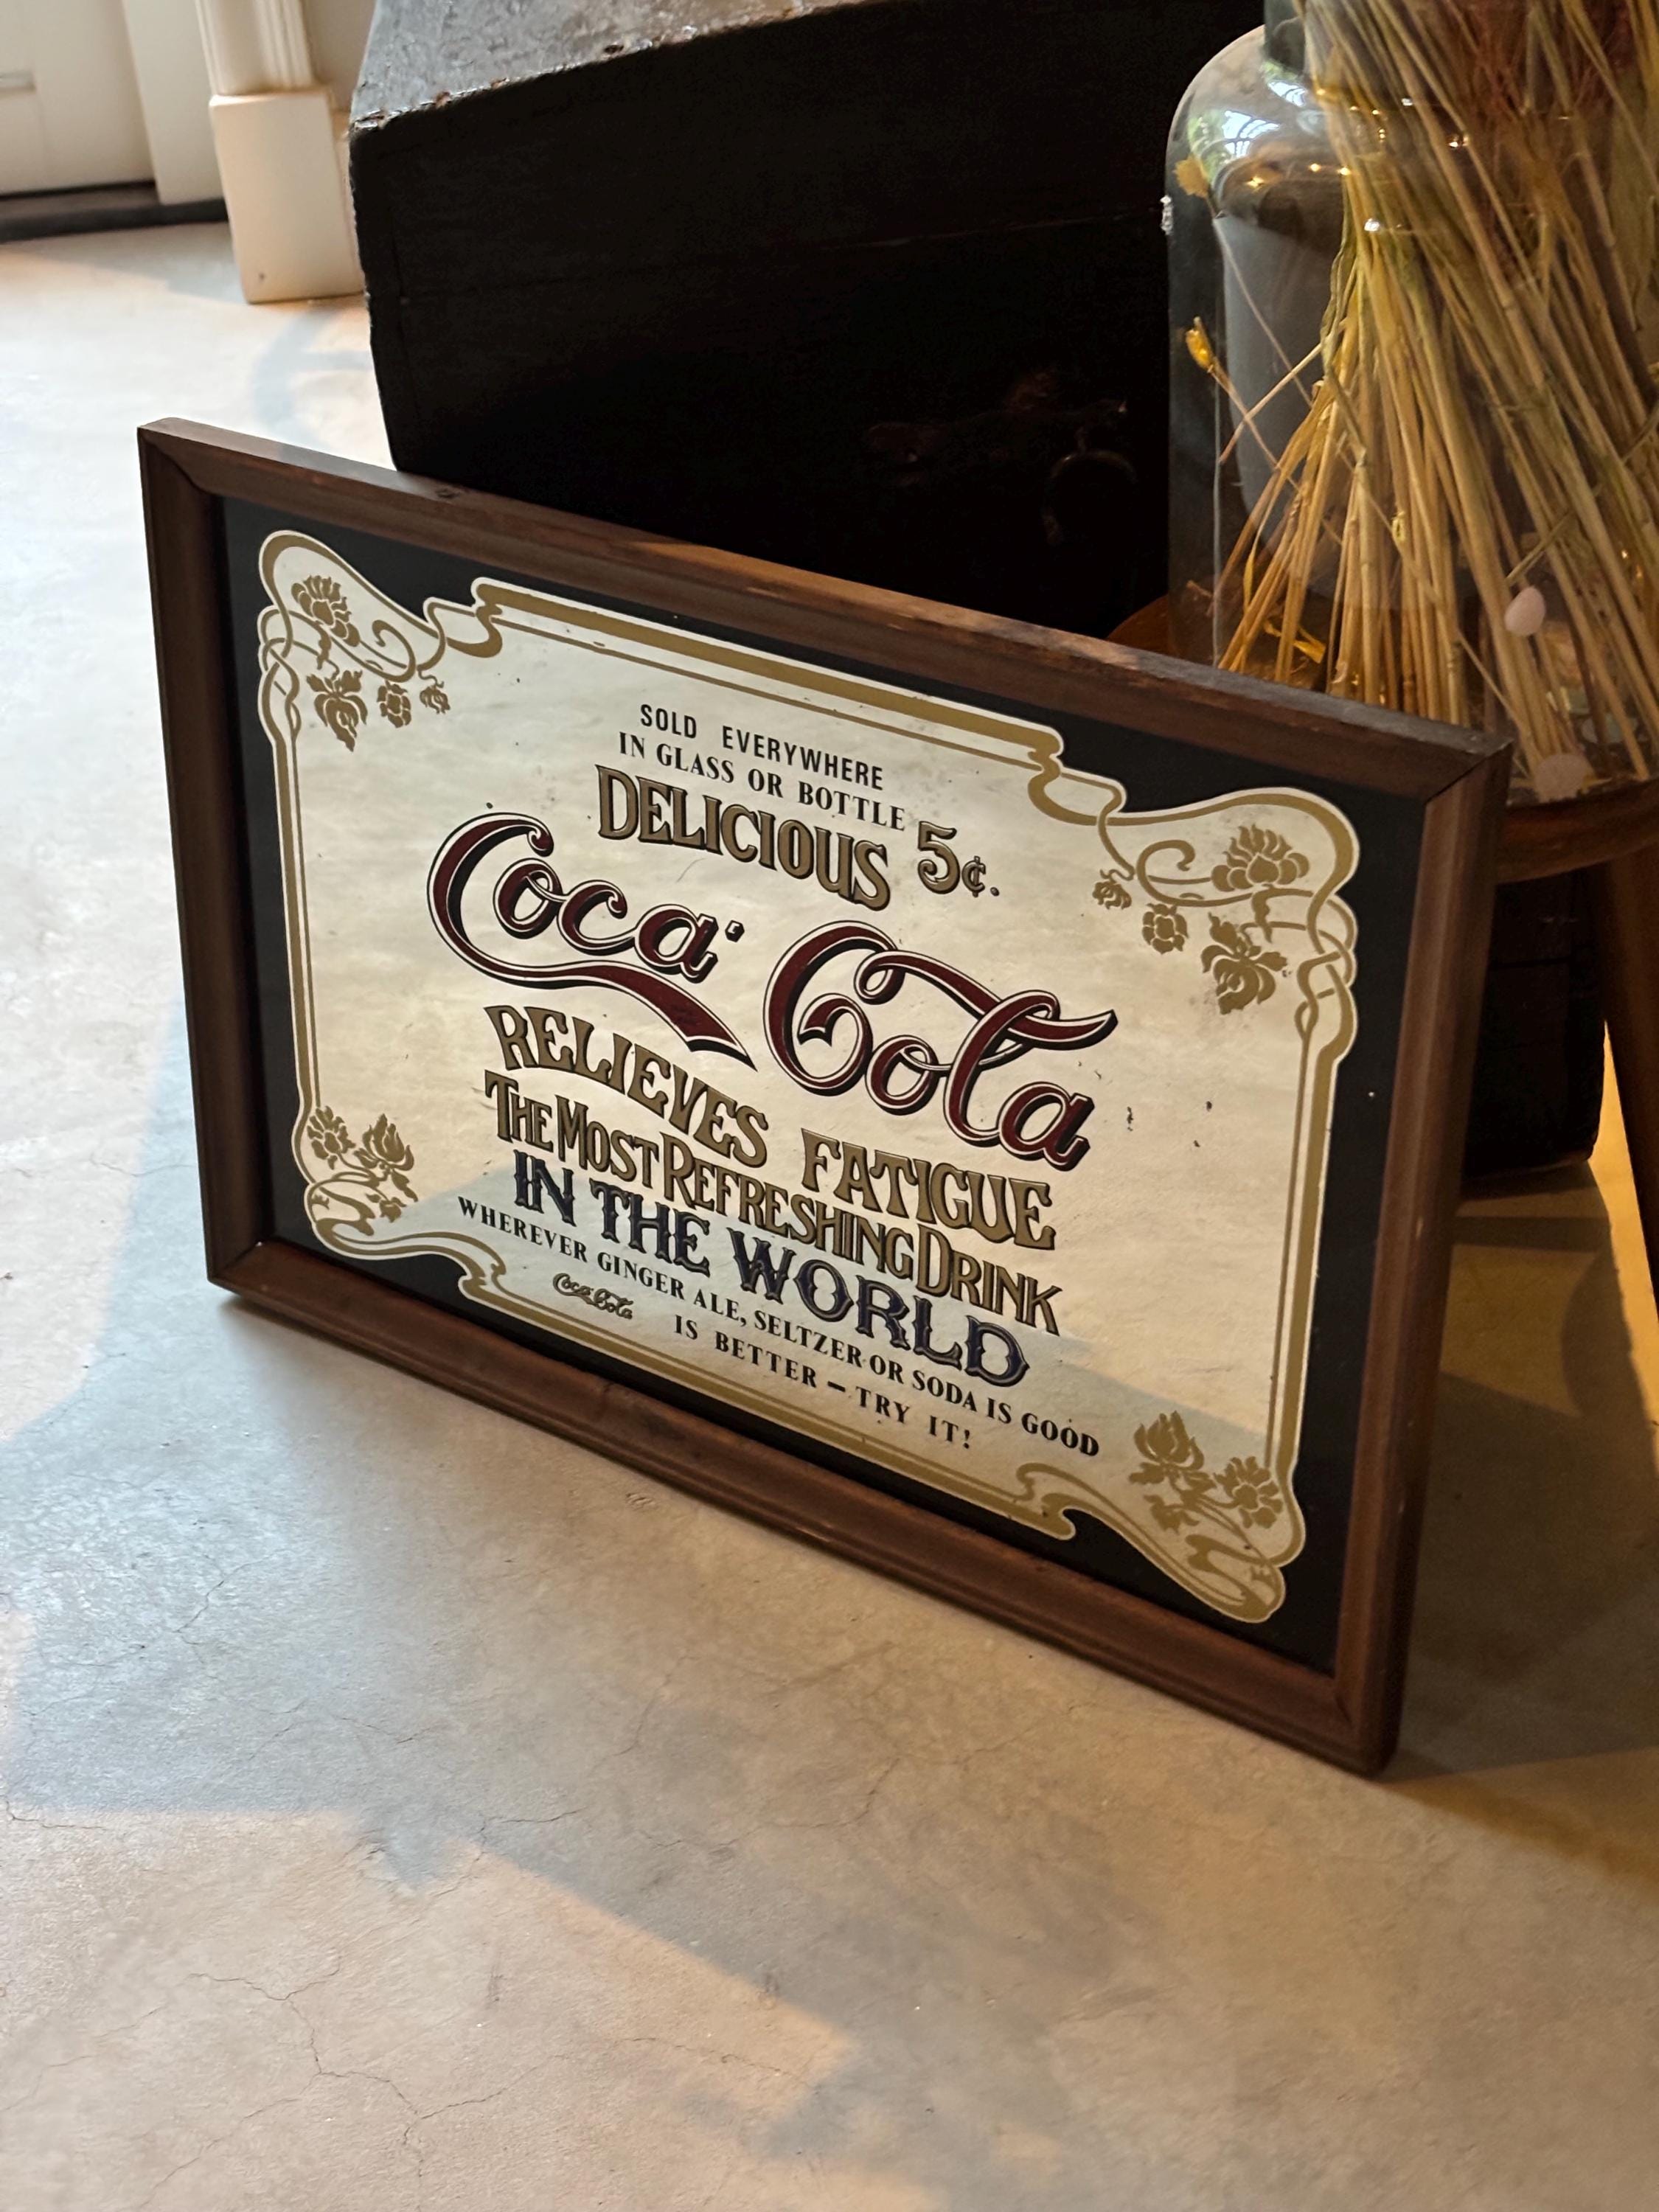 SOLD EVERYWHERE
IN GLASS OR BOTTLE
DELICIOUS 5¢.
Coca-Cola
RELIEVES FATIGUE
THE MOST REFRESHING DRINK
IN THE WORLD
WHEREVER GINGER ALE, SELTZER OR SODA IS GOOD
Coca-Cola IS BETTER – TRY IT!